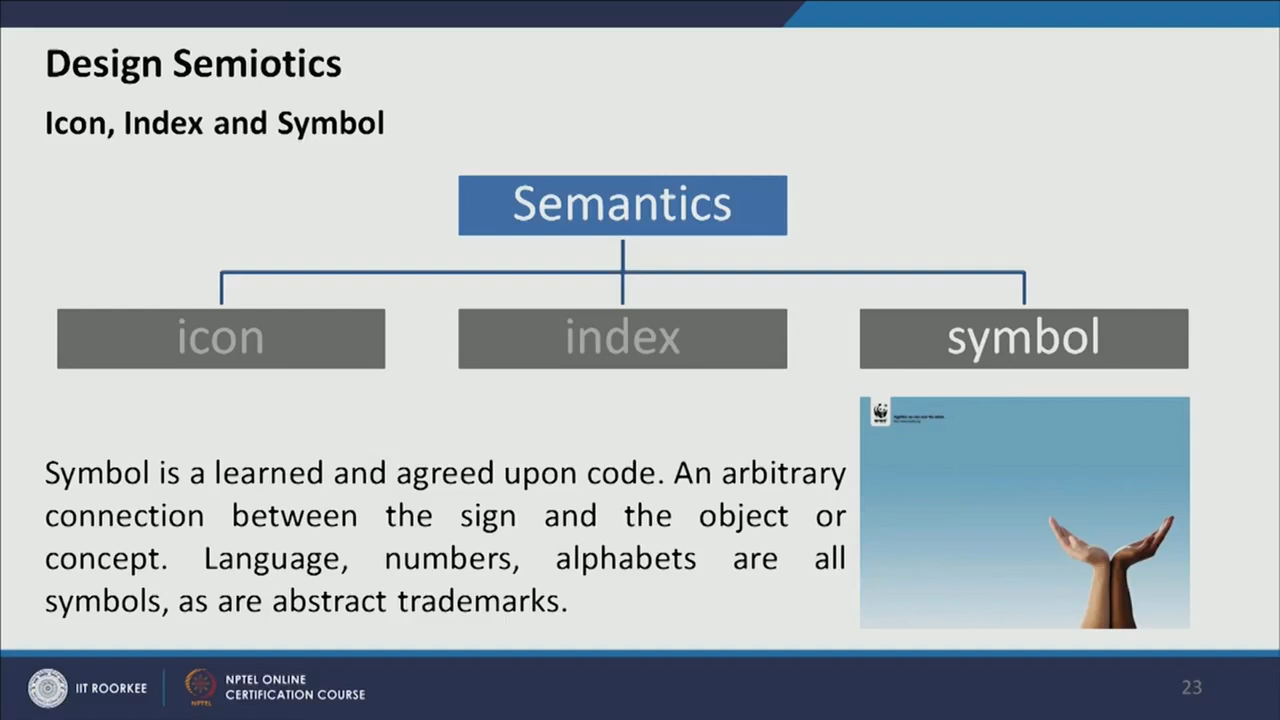 Design Semiotics
Icon, Index and Symbol
Semantics
icon
index
symbol
Symbol is a learned and agreed upon code. An arbitrary
connection between the sign and the object or
concept. Language, numbers, alphabets are all
symbols, as are abstract trademarks.
WWF
IIT ROORKEE
NPTEL
NPTEL ONLINE
CERTIFICATION COURSE
23